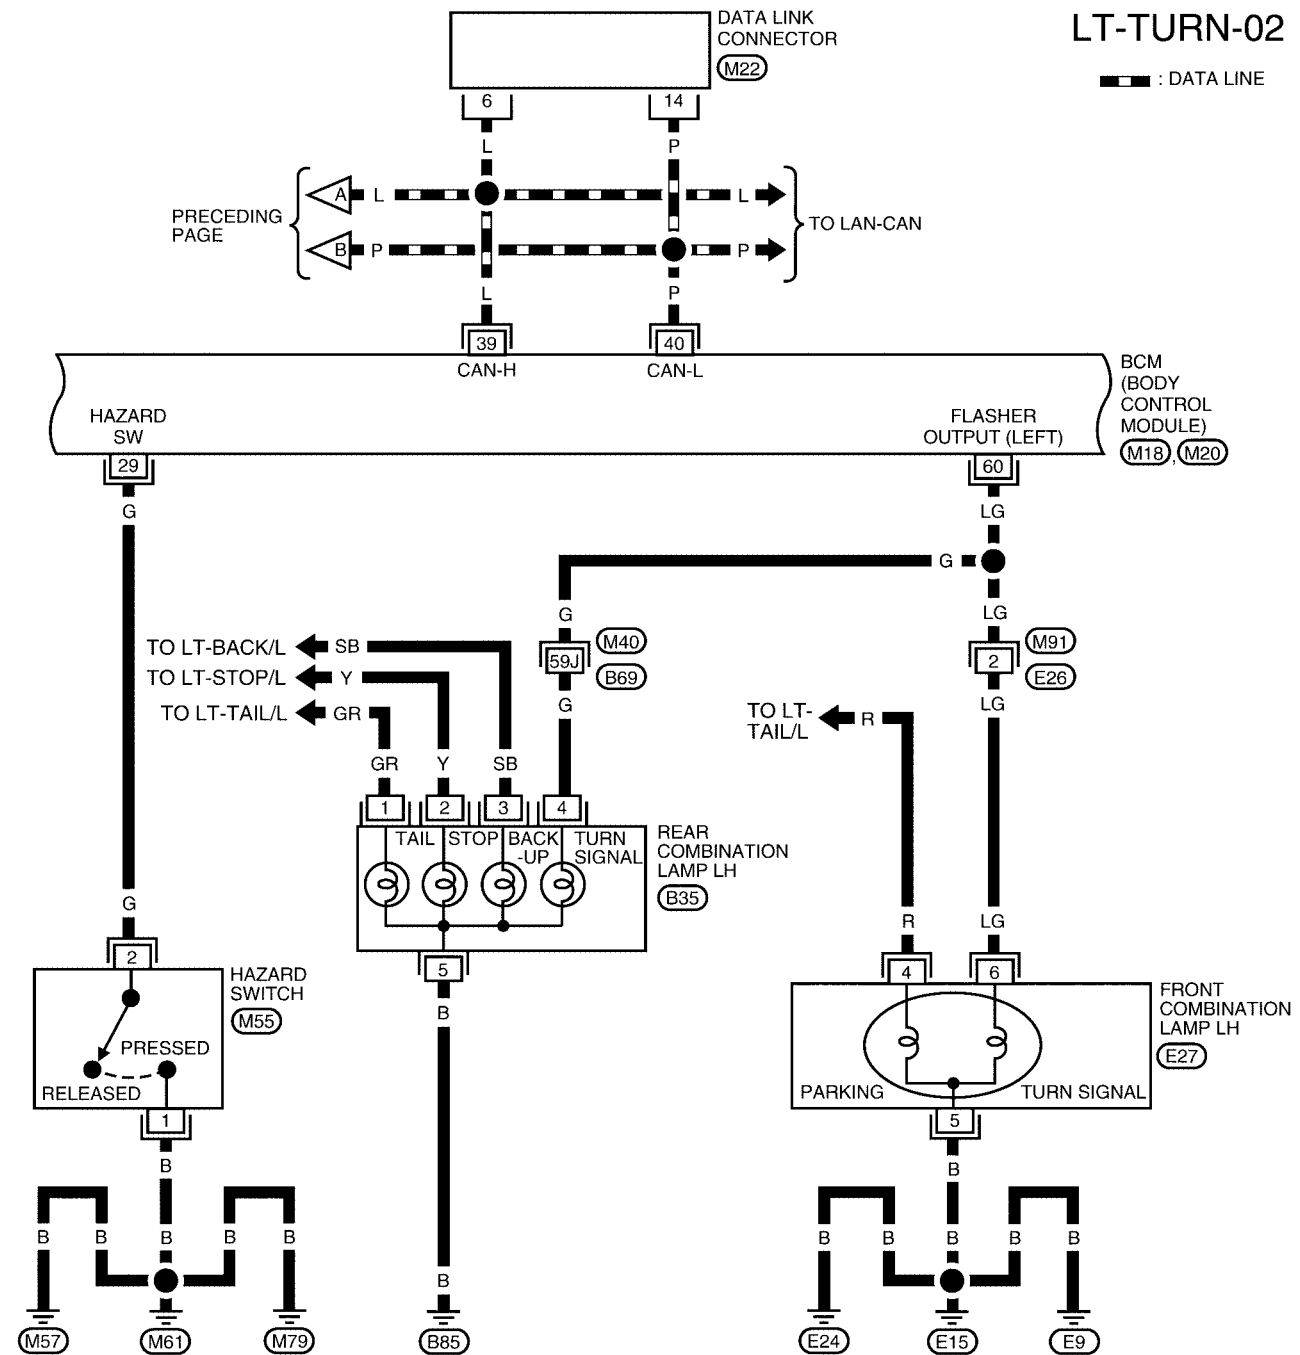 DATA LINK
CONNECTOR
M22
LT-TURN-02
: DATA LINE
6
14
L
P
PRECEDING
PAGE
A
L
L
B
P
P
TO LAN-CAN
L
P
39
40
CAN-H
CAN-L
BCM
(BODY
CONTROL
MODULE)
M18 , M20
HAZARD
SW
FLASHER
OUTPUT (LEFT)
29
60
G
LG
G
G
LG
TO LT-BACK/L
SB
TO LT-STOP/L
Y
TO LT-TAIL/L
GR
59J
M40
B69
2
M91
E26
G
LG
TO LT-
TAIL/L
R
GR
Y
SB
1
2
3
4
TAIL
STOP
BACK
-UP
TURN
SIGNAL
REAR
COMBINATION
LAMP LH
B35
G
R
LG
2
5
4
6
HAZARD
SWITCH
M55
PRESSED
RELEASED
B
FRONT
COMBINATION
LAMP LH
E27
PARKING
TURN SIGNAL
1
5
B
B
B
B
B
B
B
B
B
B
B
B
B
M57
M61
M79
B85
E24
E15
E9